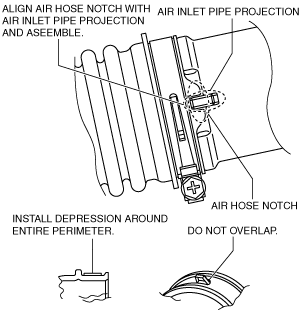 ALIGN AIR HOSE NOTCH WITH
AIR INLET PIPE PROJECTION
AND ASEEMBLE.
AIR INLET PIPE PROJECTION
AIR HOSE NOTCH
INSTALL DEPRESSION AROUND
ENTIRE PERIMETER.
DO NOT OVERLAP.